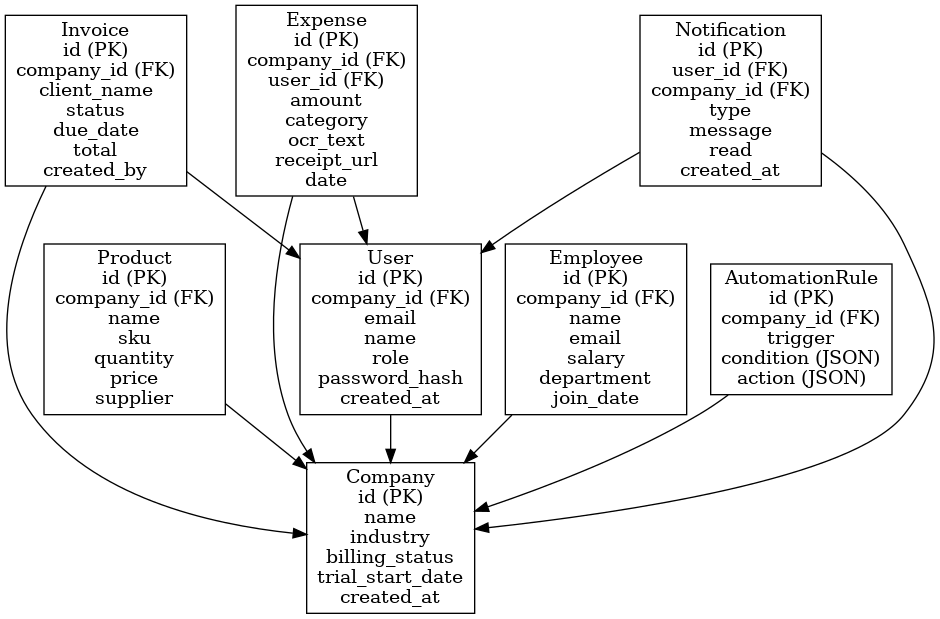 Invoice
id (PK)
company_id (FK)
client_name
status
due_date
total
created_by
Expense
id (PK)
company_id (FK)
user_id (FK)
amount
category
ocr_text
receipt_url
date
Notification
id (PK)
user_id (FK)
company_id (FK)
type
message
read
created_at
Product
id (PK)
company_id (FK)
name
sku
quantity
price
supplier
User
id (PK)
company_id (FK)
email
name
role
password_hash
created_at
Employee
id (PK)
company_id (FK)
name
email
salary
department
join_date
AutomationRule
id (PK)
company_id (FK)
trigger
condition (JSON)
action (JSON)
Company
id (PK)
name
industry
billing_status
trial_start_date
created_at